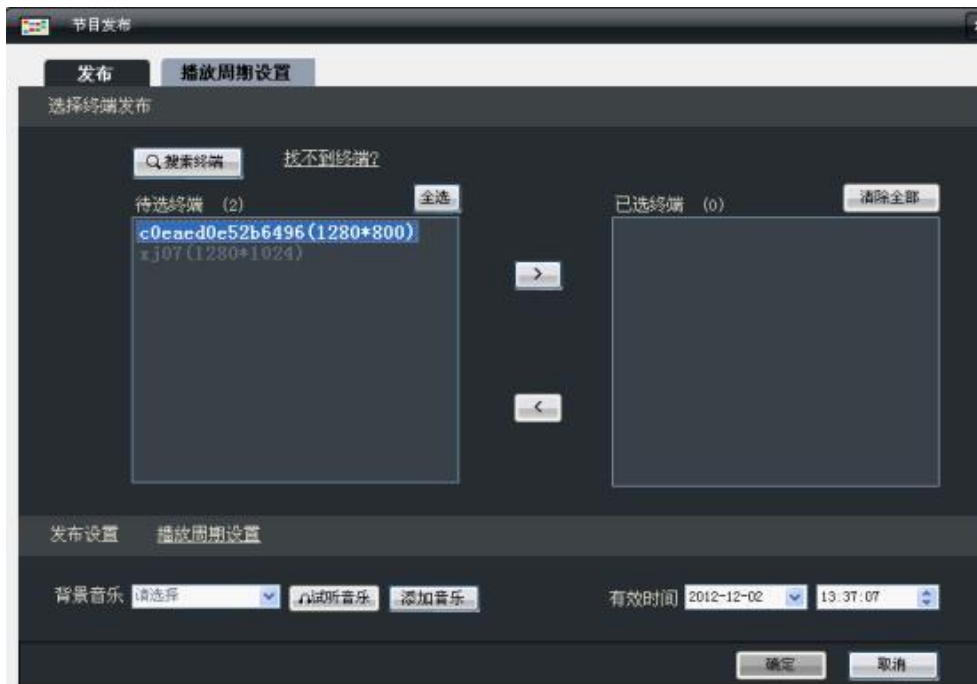 节目发布
发布 播放周期设置
选择终端发布
搜索终端 找不到终端?
待选终端 (2) 全选 已选终端 (0) 清除全部
c0eaed0e52b6496(1280*800)
xj07(1280*1024)
>
<
发布设置 播放周期设置
背景音乐 请选择 试听音乐 添加音乐 有效时间 2012-12-02 13:37:07
确定 取消